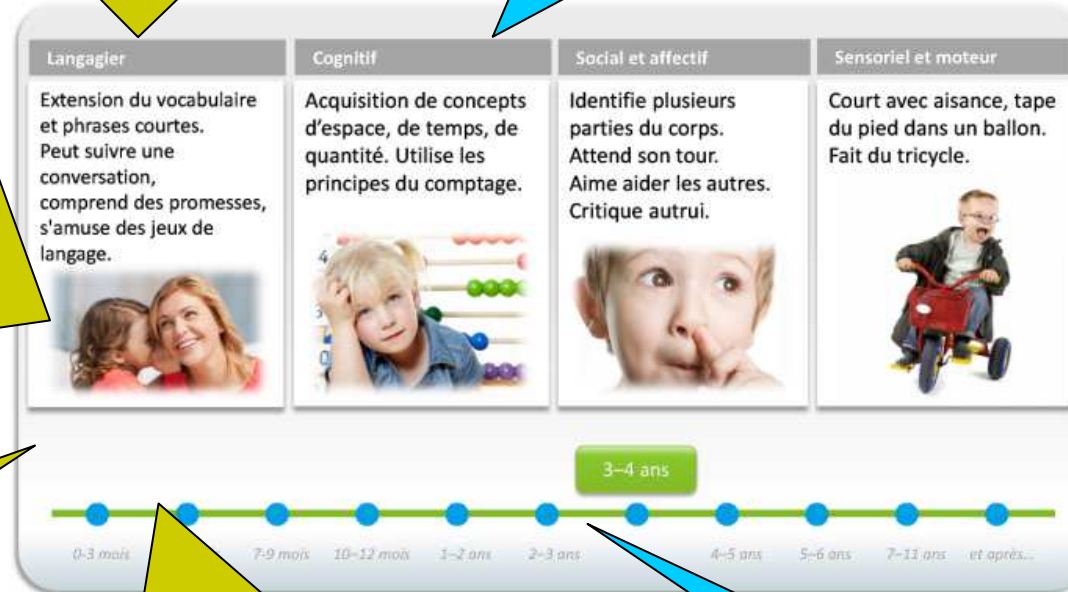 Langagier
Extension du vocabulaire
et phrases courtes.
Peut suivre une
conversation,
comprend des promesses,
s'amuse des jeux de
langage.
Cognitif
Acquisition de concepts
d'espace, de temps, de
quantité. Utilise les
principes du comptage.
Social et affectif
Identifie plusieurs
parties du corps.
Attend son tour.
Aime aider les autres.
Critique autrui.
Sensoriel et moteur
Court avec aisance, tape
du pied dans un ballon.
Fait du tricycle.
3–4 ans
0-3 mois 7-9 mois 10–12 mois 1–2 ans 2–3 ans 4–5 ans 5–6 ans 7–11 ans et après...